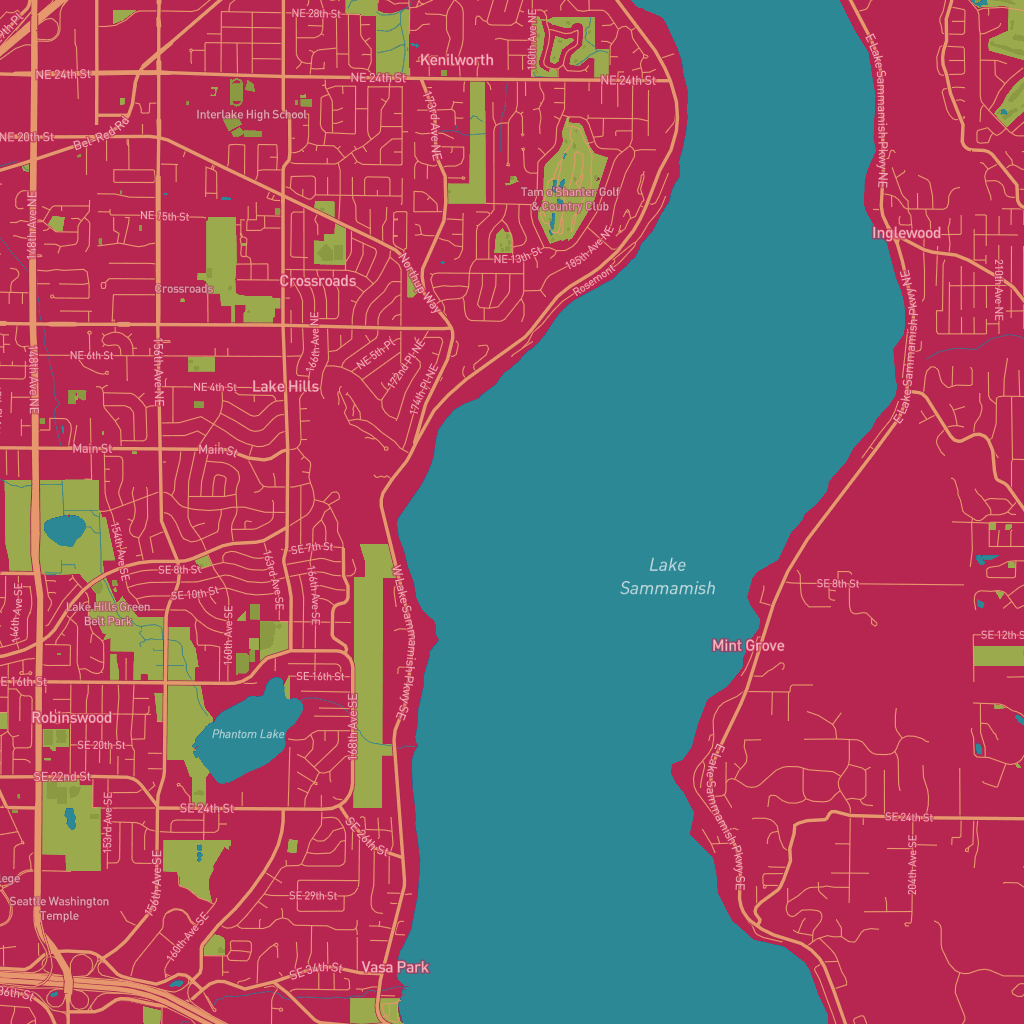 NE 28th St
180th Ave NE
Kenilworth
NE 24th St
NE 24th St
NE 24th St
E Lake Sammamish Pkwy NE
Interlake High School
173rd Ave NE
Bel-Red Rd
NE 20th St
Tam o'Shanter Golf
& Country Club
148th Ave NE
NE 15th St
Inglewood
185th Ave NE
NE 13th St
Rosemont
Northup Way
Crossroads
Crossroads
210th Ave NE
E Lake Sammamish Pkwy NE
166th Ave NE
NE 5th Pl
172nd Pl NE
174th Pl NE
NE 6th St
148th Ave NE
156th Ave NE
NE 4th St
Lake Hills
Main St
Main St
154th Ave SE
SE 7th St
163rd Ave SE
166th Ave SE
SE 8th St
SE 10th St
W Lake Sammamish Pkwy SE
Lake
Sammamish
SE 8th St
146th Ave SE
Lake Hills Green
Belt Park
160th Ave SE
SE 12th S
Mint Grove
SE 16th St
SE 16th St
168th Ave SE
Robinswood
Phantom Lake
SE 20th St
SE 22nd St
E Lake Sammamish Pkwy SE
SE 24th St
SE 24th St
153rd Ave SE
SE 26th St
204th Ave SE
156th Ave SE
lege
SE 29th St
Seattle Washington
Temple
160th Ave SE
SE 34th St
Vasa Park
36th St